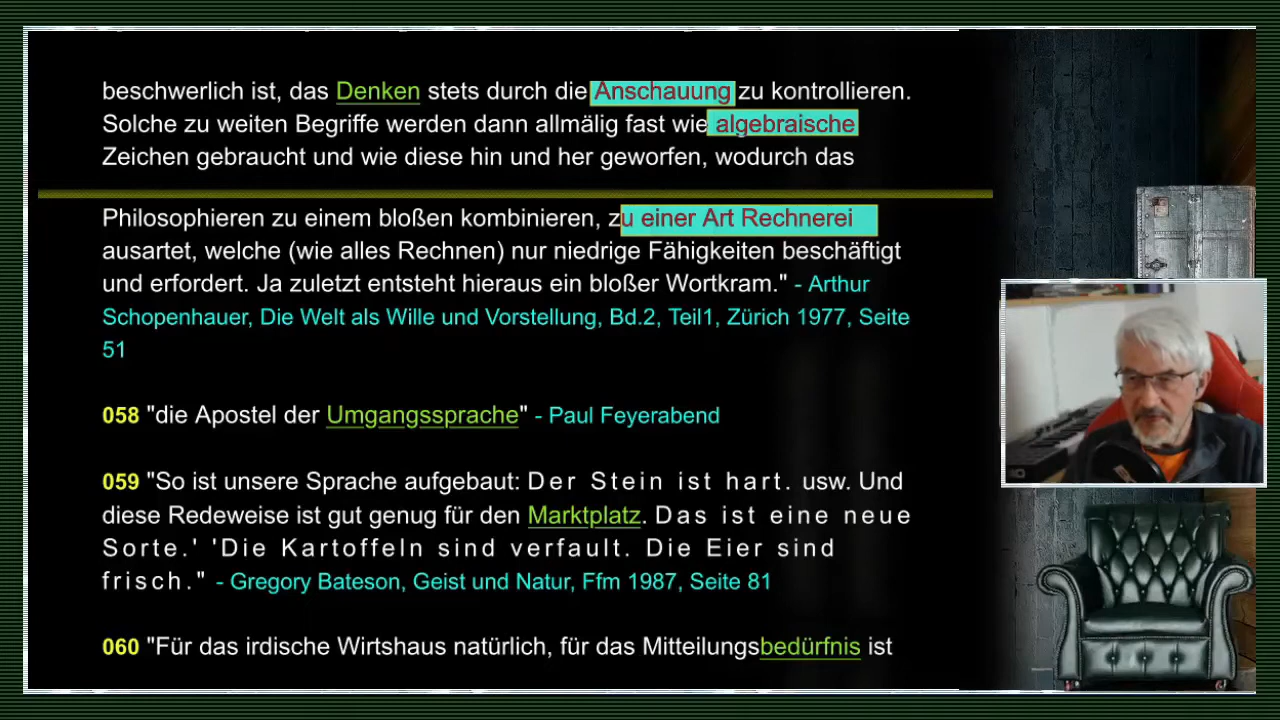 beschwerlich ist, das Denken stets durch die Anschauung zu kontrollieren.
Solche zu weiten Begriffe werden dann allmälig fast wie algebraische
Zeichen gebraucht und wie diese hin und her geworfen, wodurch das
Philosophieren zu einem bloßen kombinieren, zu einer Art Rechnerei
ausartet, welche (wie alles Rechnen) nur niedrige Fähigkeiten beschäftigt
und erfordert. Ja zuletzt entsteht hieraus ein bloßer Wortkram." - Arthur
Schopenhauer, Die Welt als Wille und Vorstellung, Bd.2, Teil1, Zürich 1977, Seite
51
058 "die Apostel der Umgangssprache" - Paul Feyerabend
059 "So ist unsere Sprache aufgebaut: Der Stein ist hart. usw. Und
diese Redeweise ist gut genug für den Marktplatz. Das ist eine neue
Sorte.' 'Die Kartoffeln sind verfault. Die Eier sind
frisch." - Gregory Bateson, Geist und Natur, Ffm 1987, Seite 81
060 "Für das irdische Wirtshaus natürlich, für das Mitteilungsbedürfnis ist